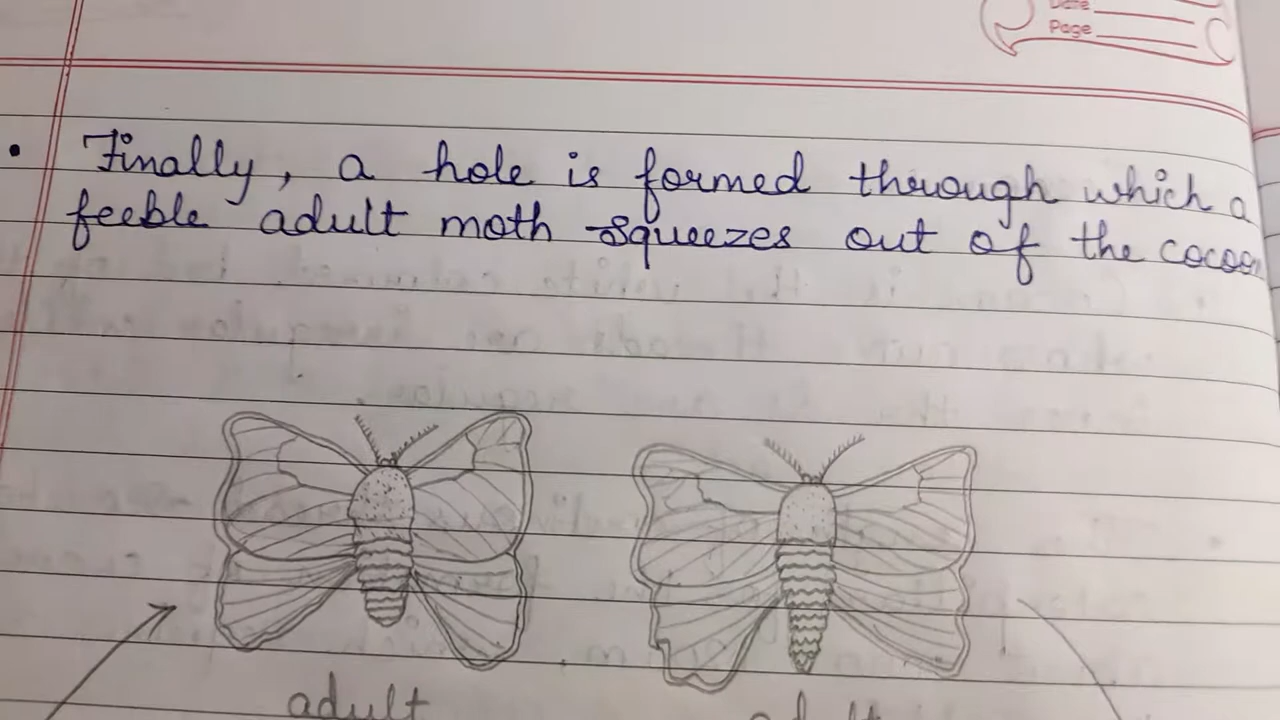 Date
Page
• Finally, a hole is formed through which a
feeble adult moth squeezes out of the cocoon
adult